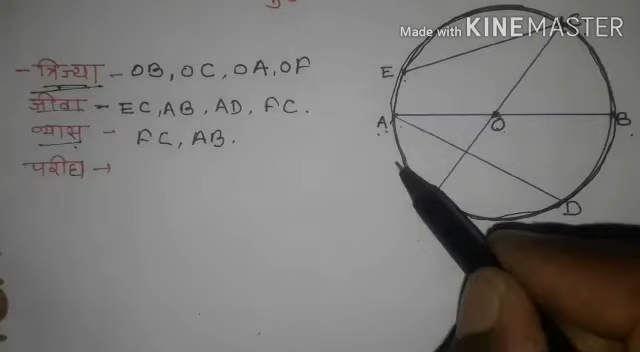 Made with KINEMASTER
- त्रिज्या - OB, OC, OA, OF
जीवा - EC, AB, AD, FC.
व्यास - FC, AB.
परीघ →
E
A
O
B
D